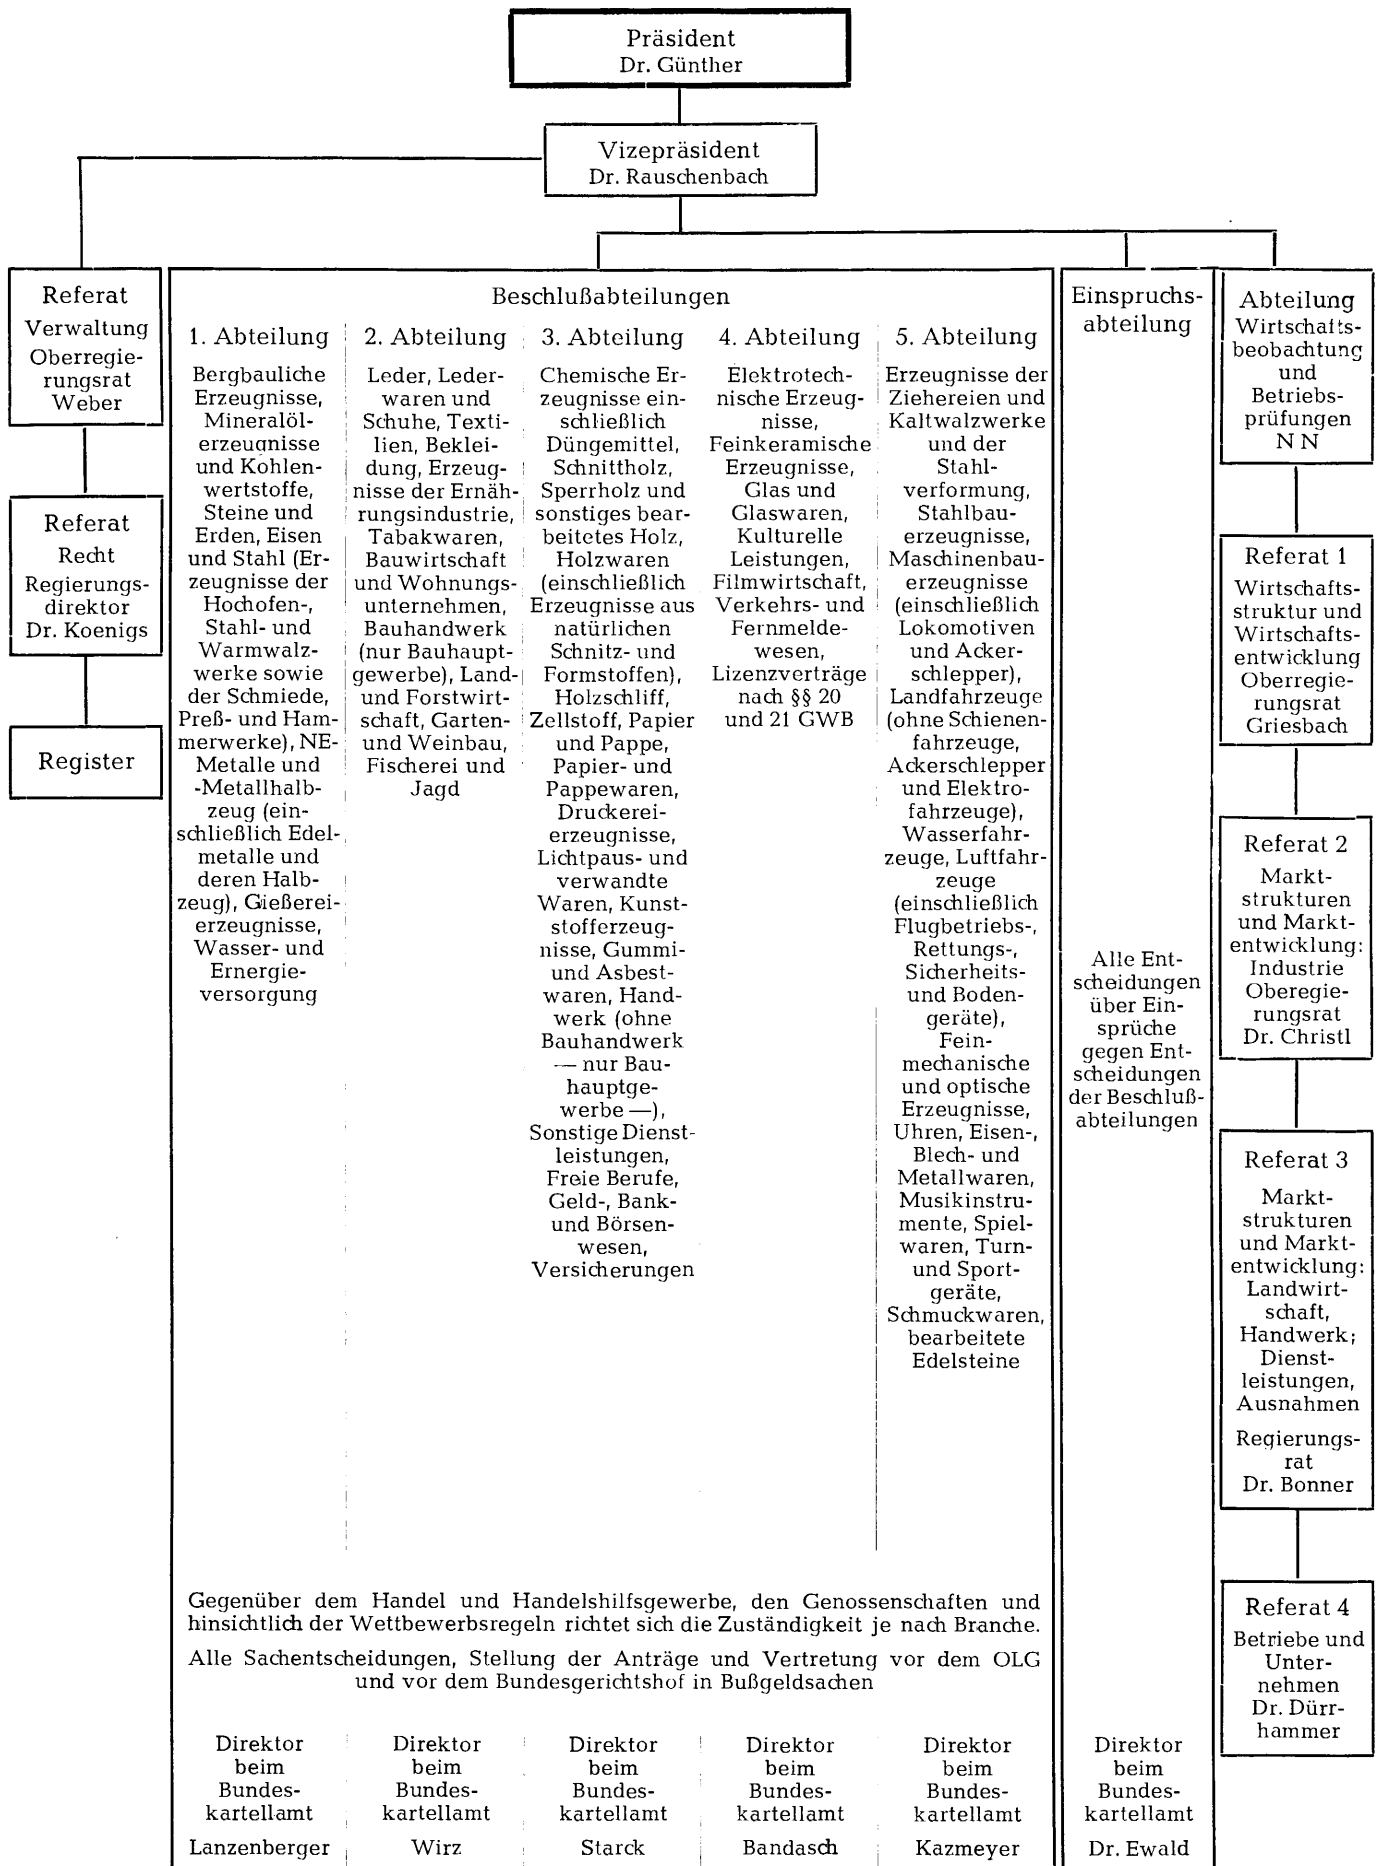 Präsident
Dr. Günther
Vizepräsident
Dr. Rauschenbach
Referat
Verwaltung
Oberregie-
rungsrat
Weber
Referat
Recht
Regierungs-
direktor
Dr. Koenigs
Register
Beschlußabteilungen
1. Abteilung
Bergbauliche
Erzeugnisse,
Mineralöl-
erzeugnisse
und Kohlen-
wertstoffe,
Steine und
Erden, Eisen
und Stahl (Er-
zeugnisse der
Hochofen-,
Stahl- und
Warmwalz-
werke sowie
der Schmiede,
Preß- und Ham-
merwerke), NE-
Metalle und
-Metallhalb-
zeug (ein-
schließlich Edel-
metalle und
deren Halb-
zeug), Gießerei-
erzeugnisse,
Wasser- und
Ernergie-
versorgung
2. Abteilung
Leder, Leder-
waren und
Schuhe, Texti-
lien, Beklei-
dung, Erzeug-
nisse der Ernäh-
rungsindustrie,
Tabakwaren,
Bauwirtschaft
und Wohnungs-
unternehmen,
Bauhandwerk
(nur Bauhaupt-
gewerbe), Land-
und Forstwirt-
schaft, Garten-
und Weinbau,
Fischerei und
Jagd
3. Abteilung
Chemische Er-
zeugnisse ein-
schließlich
Düngemittel,
Schnittholz,
Sperrholz und
sonstiges bear-
beitetes Holz,
Holzwaren
(einschließlich
Erzeugnisse aus
natürlichen
Schnitz- und
Formstoffen),
Holzschliff,
Zellstoff, Papier
und Pappe,
Papier- und
Pappewaren,
Druckerei-
erzeugnisse,
Lichtpaus- und
verwandte
Waren, Kunst-
stofferzeug-
nisse, Gummi-
und Asbest-
waren, Hand-
werk (ohne
Bauhandwerk
— nur Bau-
hauptge-
werbe —),
Sonstige Dienst-
leistungen,
Freie Berufe,
Geld-, Bank-
und Börsen-
wesen,
Versicherungen
4. Abteilung
Elektrotech-
nische Erzeug-
nisse,
Feinkeramische
Erzeugnisse,
Glas und
Glaswaren,
Kulturelle
Leistungen,
Filmwirtschaft,
Verkehrs- und
Fernmelde-
wesen,
Lizenzverträge
nach §§ 20
und 21 GWB
5. Abteilung
Erzeugnisse der
Ziehereien und
Kaltwalzwerke
und der
Stahl-
verformung,
Stahlbau-
erzeugnisse,
Maschinenbau-
erzeugnisse
(einschließlich
Lokomotiven
und Acker-
schlepper),
Landfahrzeuge
(ohne Schienen-
fahrzeuge,
Ackerschlepper
und Elektro-
fahrzeuge),
Wasserfahr-
zeuge, Luftfahr-
zeuge
(einschließlich
Flugbetriebs-,
Rettungs-,
Sicherheits-
und Boden-
geräte),
Fein-
mechanische
und optische
Erzeugnisse,
Uhren, Eisen-,
Blech- und
Metallwaren,
Musikinstru-
mente, Spiel-
waren, Turn-
und Sport-
geräte,
Schmuckwaren,
bearbeitete
Edelsteine
Gegenüber dem Handel und Handelshilfsgewerbe, den Genossenschaften und
hinsichtlich der Wettbewerbsregeln richtet sich die Zuständigkeit je nach Branche.
Alle Sachentscheidungen, Stellung der Anträge und Vertretung vor dem OLG
und vor dem Bundesgerichtshof in Bußgeldsachen
Direktor
beim
Bundes-
kartellamt
Lanzenberger
Direktor
beim
Bundes-
kartellamt
Wirz
Direktor
beim
Bundes-
kartellamt
Starck
Direktor
beim
Bundes-
kartellamt
Bandasch
Direktor
beim
Bundes-
kartellamt
Kazmeyer
Einspruchs-
abteilung
Alle Ent-
scheidungen
über Ein-
sprüche
gegen Ent-
scheidungen
der Beschluß-
abteilungen
Direktor
beim
Bundes-
kartellamt
Dr. Ewald
Abteilung
Wirtschafts-
beobachtung
und
Betriebs-
prüfungen
N N
Referat 1
Wirtschafts-
struktur und
Wirtschafts-
entwicklung
Oberregie-
rungsrat
Griesbach
Referat 2
Markt-
strukturen
und Markt-
entwicklung:
Industrie
Oberegie-
rungsrat
Dr. Christl
Referat 3
Markt-
strukturen
und Markt-
entwicklung:
Landwirt-
schaft,
Handwerk;
Dienst-
leistungen,
Ausnahmen
Regierungs-
rat
Dr. Bonner
Referat 4
Betriebe und
Unter-
nehmen
Dr. Dürr-
hammer